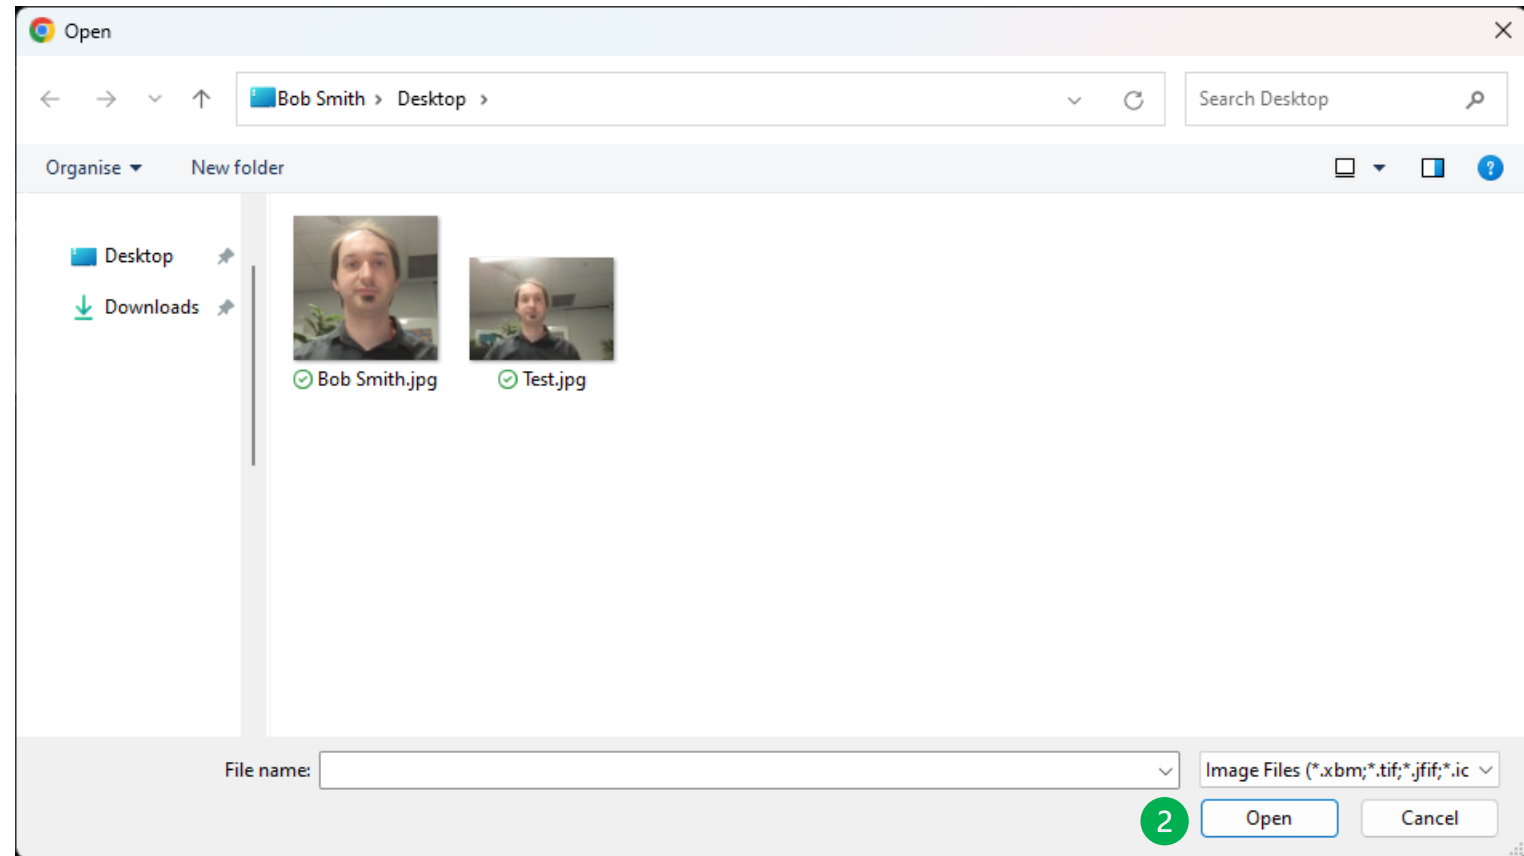 Open
Bob Smith > Desktop >
Search Desktop
Organise
New folder
?
Desktop
Downloads
Bob Smith.jpg
Test.jpg
File name:
Image Files (*.xbm;*.tif;*.jfif;*.ic
2
Open
Cancel